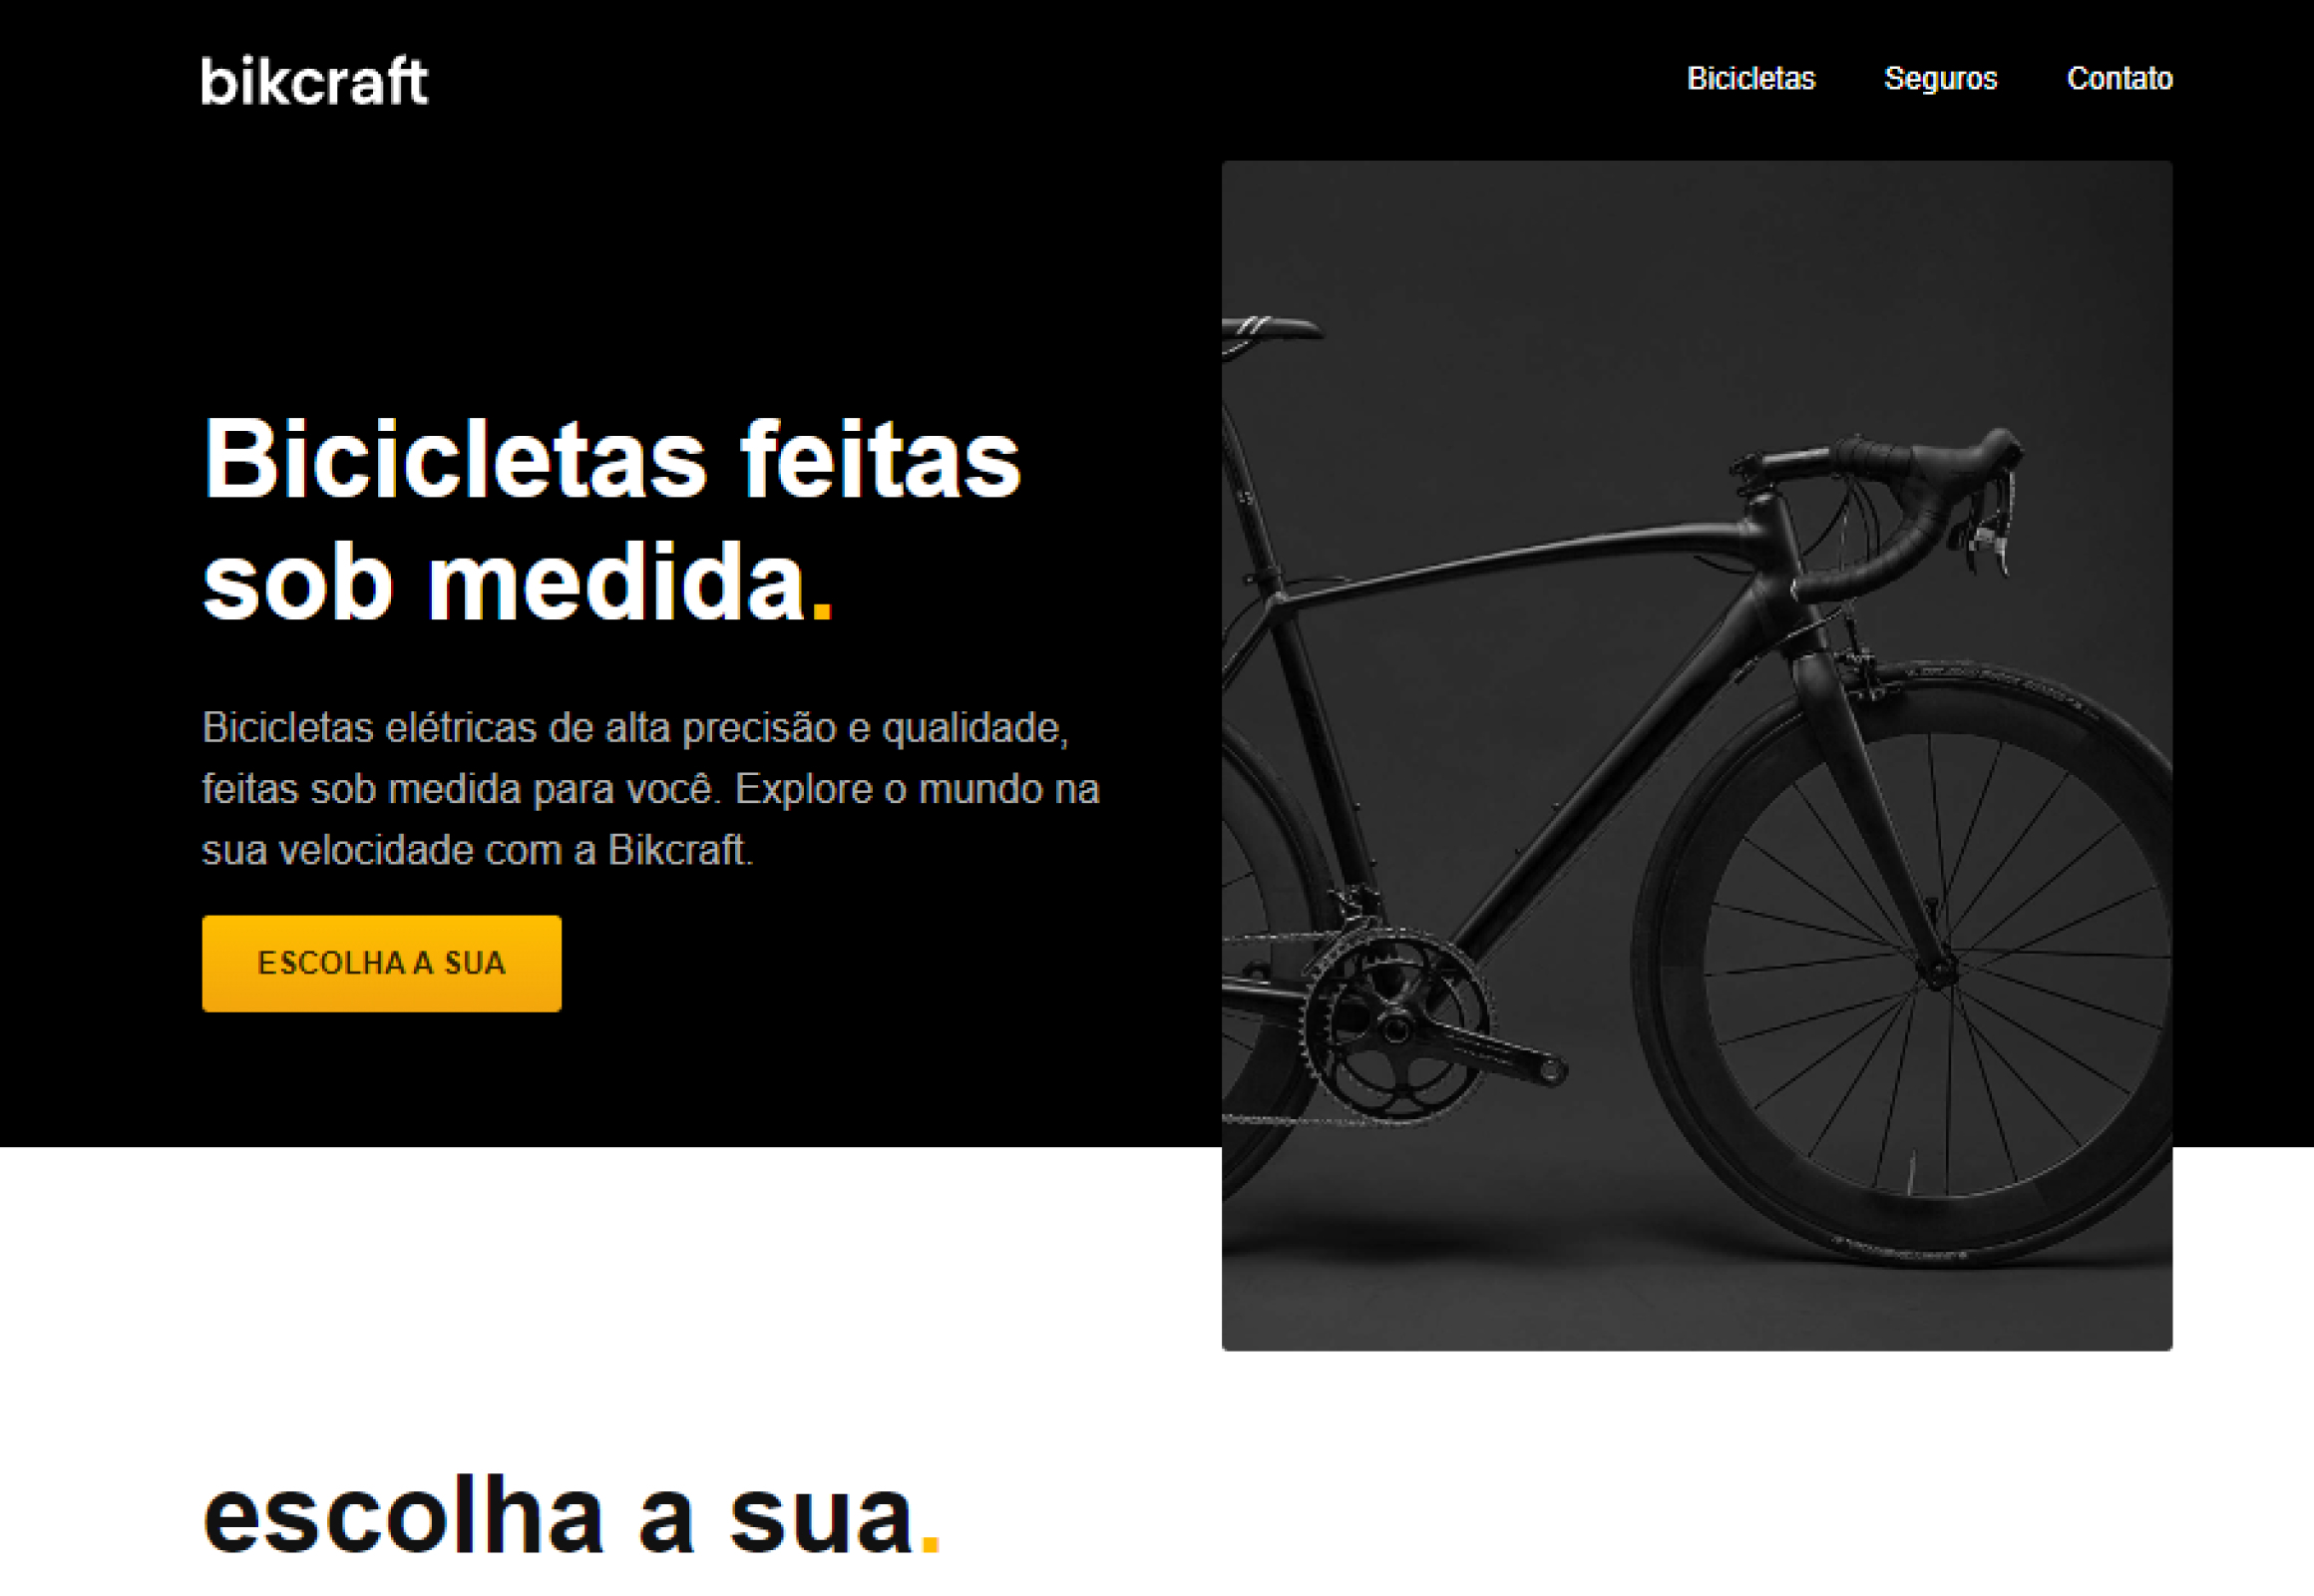 bikcraft
Bicicletas Seguros Contato
Bicicletas feitas
sob medida.
Bicicletas elétricas de alta precisão e qualidade,
feitas sob medida para você. Explore o mundo na
sua velocidade com a Bikcraft.
ESCOLHA A SUA
escolha a sua.